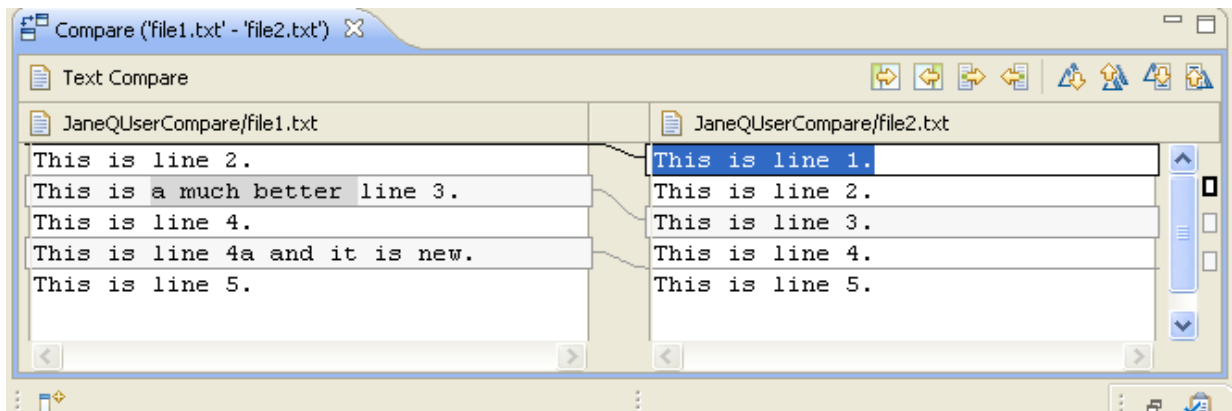 Compare ('file1.txt' - 'file2.txt')
Text Compare
JaneQUserCompare/file1.txt
JaneQUserCompare/file2.txt
This is line 2.
This is a much better line 3.
This is line 4.
This is line 4a and it is new.
This is line 5.
This is line 1.
This is line 2.
This is line 3.
This is line 4.
This is line 5.